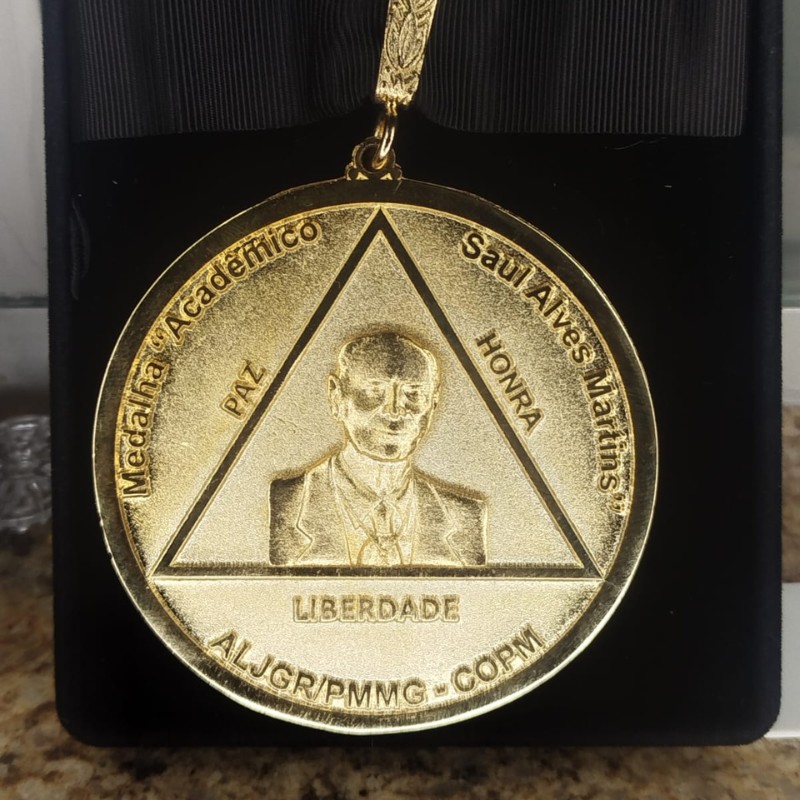 Medalha “Acadêmico
Saul Alves Martins”
PAZ
HONRA
LIBERDADE
ALJGR/PMMG - COPM